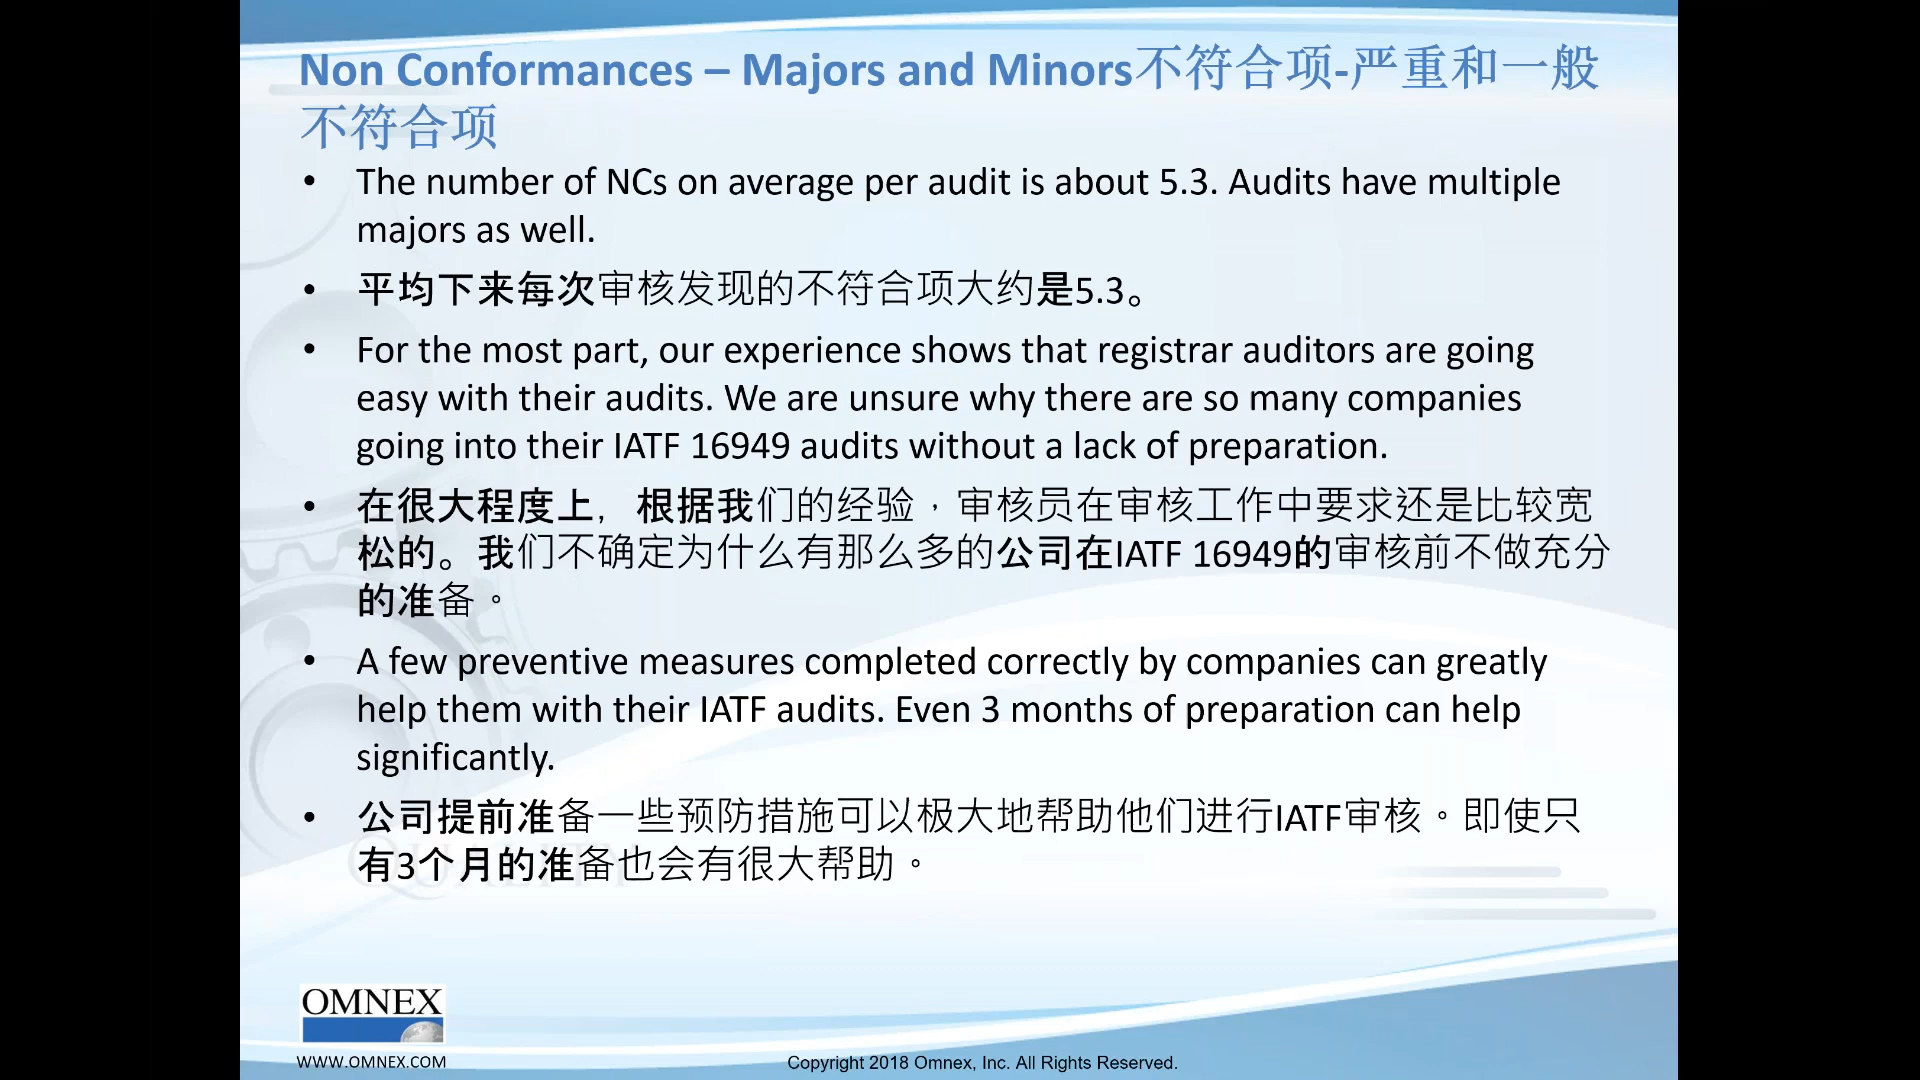 Non Conformances – Majors and Minors不符合项-严重和一般
不符合项
• The number of NCs on average per audit is about 5.3. Audits have multiple
majors as well.
• 平均下来每次审核发现的不符合项大约是5.3。
• For the most part, our experience shows that registrar auditors are going
easy with their audits. We are unsure why there are so many companies
going into their IATF 16949 audits without a lack of preparation.
• 在很大程度上，根据我们的经验，审核员在审核工作中要求还是比较宽
松的。我们不确定为什么有那么多的公司在IATF 16949的审核前不做充分
的准备。
• A few preventive measures completed correctly by companies can greatly
help them with their IATF audits. Even 3 months of preparation can help
significantly.
• 公司提前准备一些预防措施可以极大地帮助他们进行IATF审核。即使只
有3个月的准备也会有很大帮助。
QUALITY
OMNEX
WWW.OMNEX.COM
Copyright 2018 Omnex, Inc. All Rights Reserved.